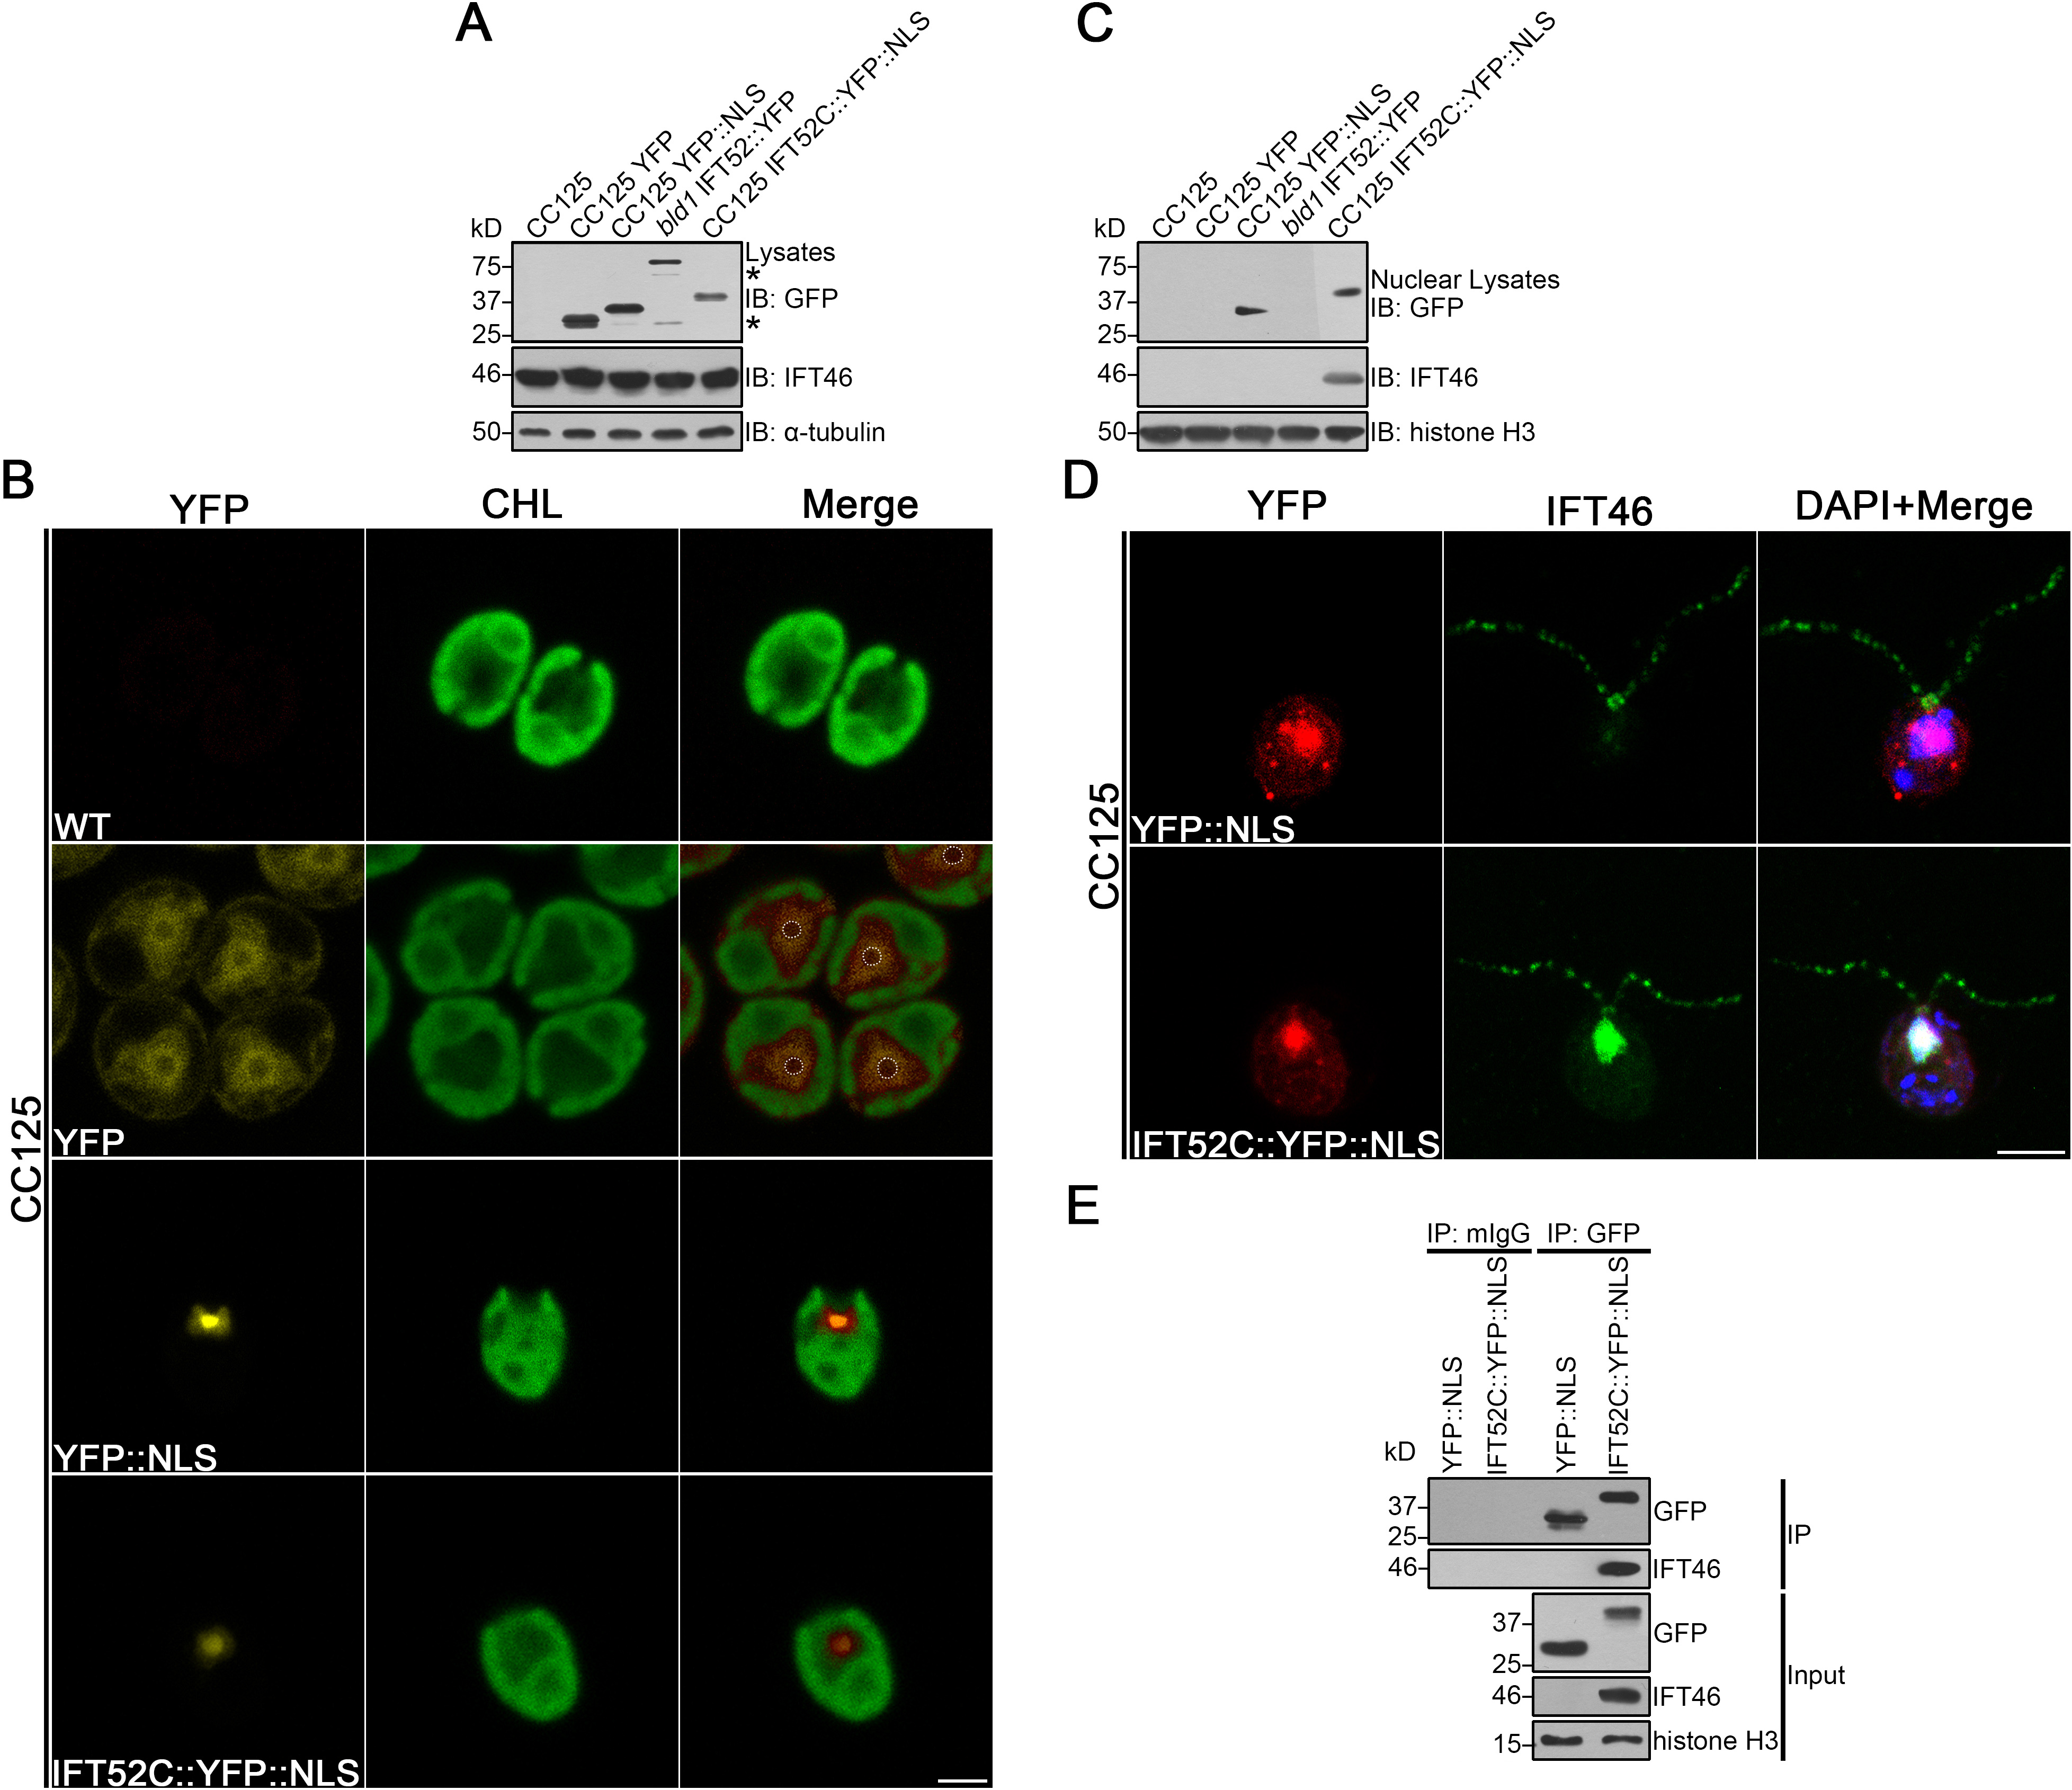 A
CC125
CC125 YFP
CC125 YFP::NLS
bld1 IFT52::YFP
CC125 IFT52C::YFP::NLS
kD
75
37
25
Lysates
*
IB: GFP
*
46
IB: IFT46
50
IB: α-tubulin
C
CC125
CC125 YFP
CC125 YFP::NLS
bld1 IFT52::YFP
CC125 IFT52C::YFP::NLS
kD
75
37
25
Nuclear Lysates
IB: GFP
46
IB: IFT46
50
IB: histone H3
B
YFP CHL Merge
CC125
WT
YFP
YFP::NLS
IFT52C::YFP::NLS
D
YFP IFT46 DAPI+Merge
CC125
YFP::NLS
IFT52C::YFP::NLS
E
IP: mIgG IP: GFP
YFP::NLS
IFT52C::YFP::NLS
YFP::NLS
IFT52C::YFP::NLS
kD
37
25
GFP
46
IFT46
IP
37
25
GFP
46
IFT46
15
histone H3
Input